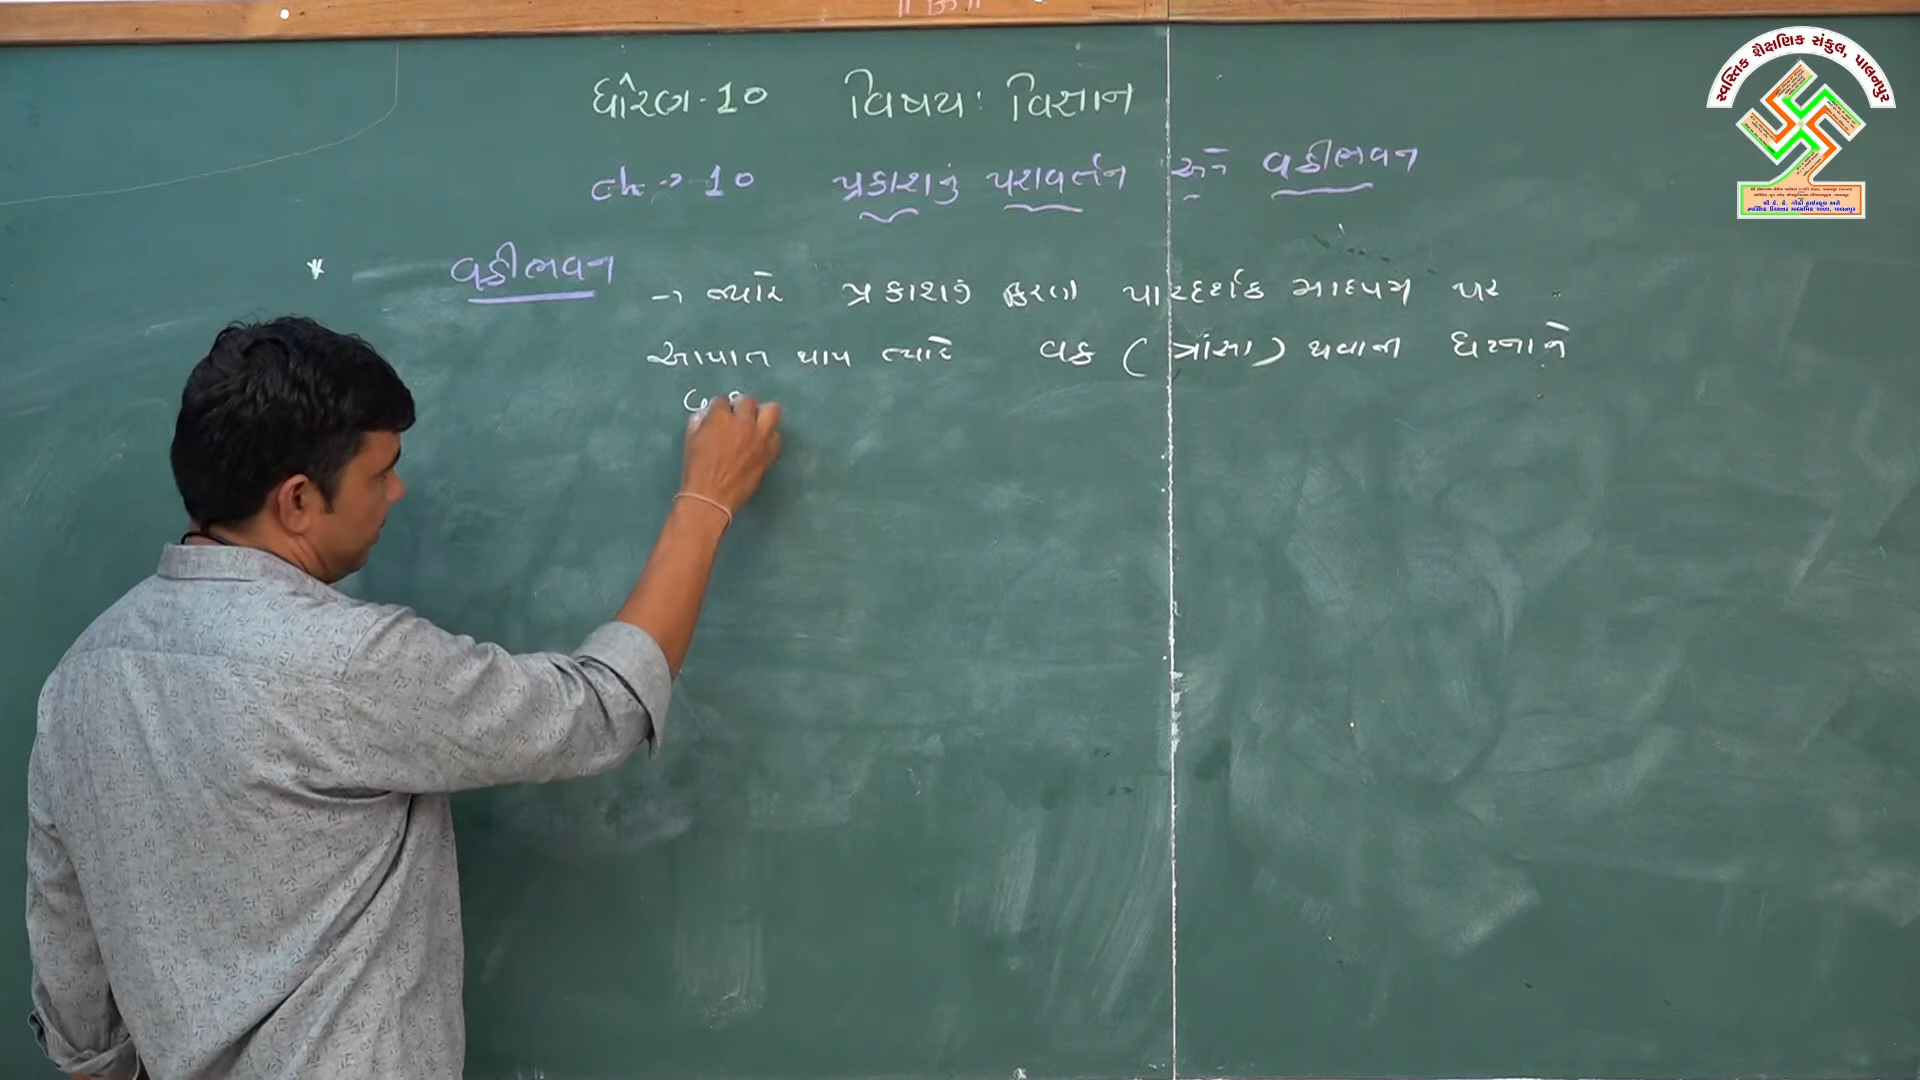 ધોરણ - 10 વિષય : વિજ્ઞાન
ch → 10 પ્રકાશનું પરાવર્તન અને વક્રીભવન
* વક્રીભવન
→ જ્યારે પ્રકાશનું કિરણ પારદર્શક માધ્યમ પર
આપાત થાય ત્યારે વક્ર ( ત્રાંસા ) થવાની ઘટનાને
સ્વસ્તિક શૈક્ષણિક સંકુલ, પાલનપુર